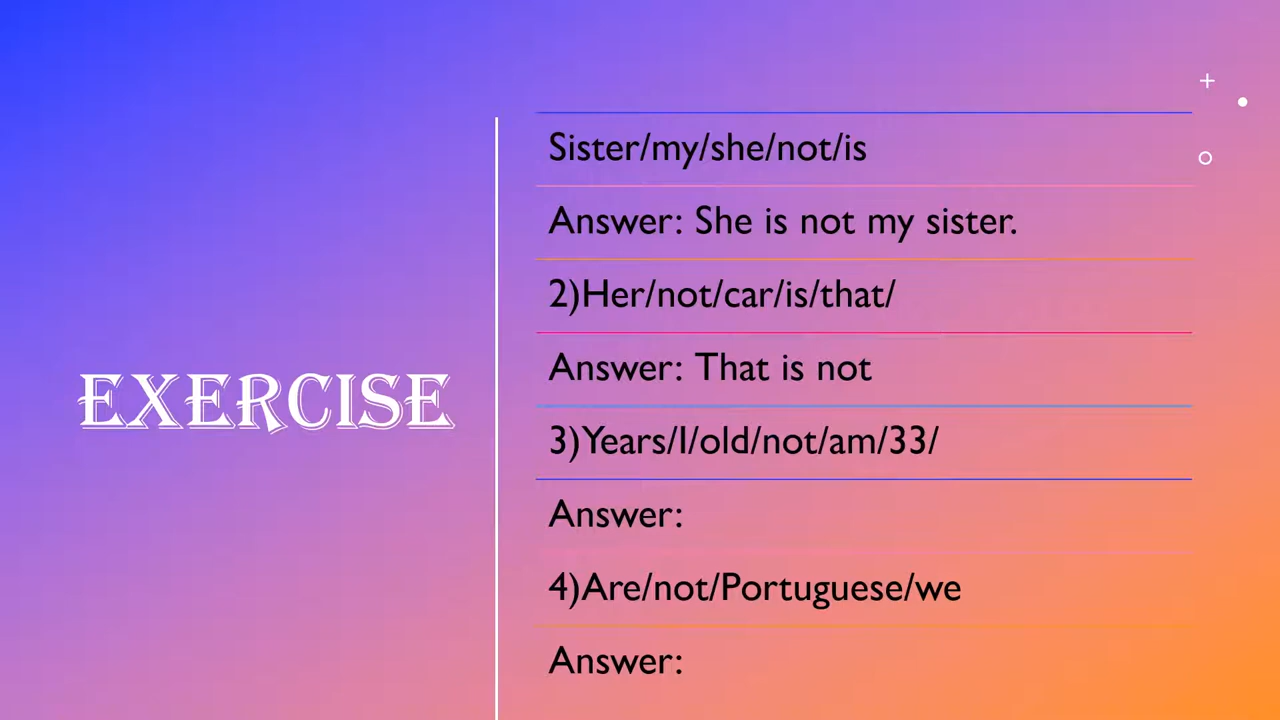 EXERCISE
Sister/my/she/not/is
Answer: She is not my sister.
2)Her/not/car/is/that/
Answer: That is not
3)Years/I/old/not/am/33/
Answer:
4)Are/not/Portuguese/we
Answer: